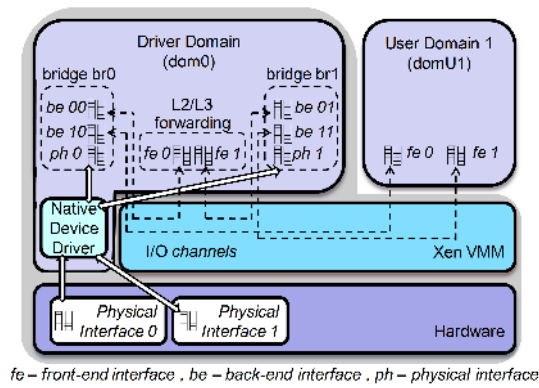 Driver Domain
(dom0)
User Domain 1
(domU1)
bridge br0
bridge br1
be 00
be 10
ph 0
L2/L3
forwarding
fe 0
fe 1
be 01
be 11
ph 1
fe 0
fe 1
Native
Device
Driver
I/O channels
Xen VMM
Physical
Interface 0
Physical
Interface 1
Hardware
fe – front-end interface , be – back-end interface , ph – physical interface